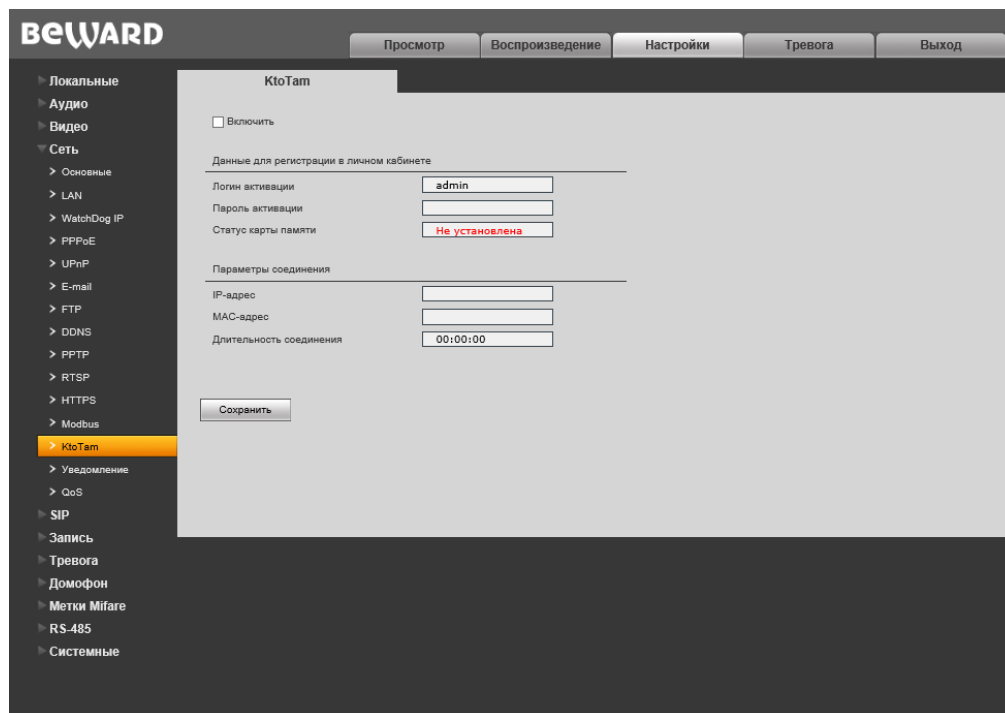 BEWARD
Просмотр
Воспроизведение
Настройки
Тревога
Выход
Локальные
Аудио
Видео
Сеть
Основные
LAN
WatchDog IP
PPPoE
UPnP
E-mail
FTP
DDNS
PPTP
RTSP
HTTPS
Modbus
KtoTam
Уведомление
QoS
SIP
Запись
Тревога
Домофон
Метки Mifare
RS-485
Системные
KtoTam
Включить
Данные для регистрации в личном кабинете
Логин активации admin
Пароль активации
Статус карты памяти Не установлена
Параметры соединения
IP-адрес
MAC-адрес
Длительность соединения 00:00:00
Сохранить